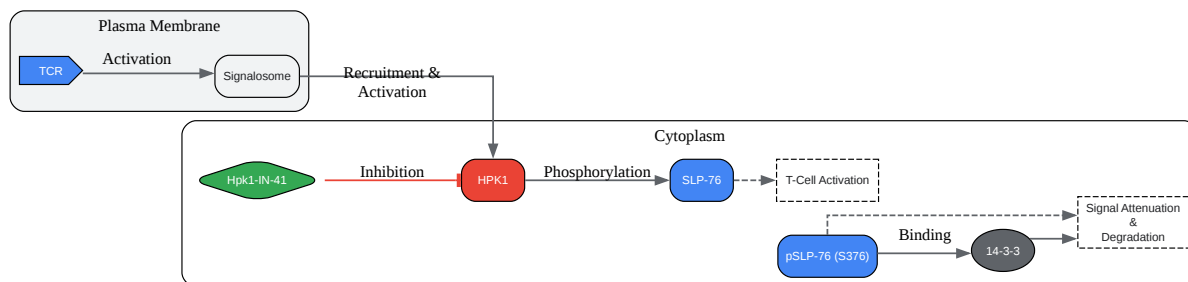 Plasma Membrane
TCR
Activation
Signalosome
Recruitment &
Activation
Cytoplasm
Hpk1-IN-41
Inhibition
HPK1
Phosphorylation
SLP-76
T-Cell Activation
Signal Attenuation
&
Degradation
pSLP-76 (S376)
Binding
14-3-3